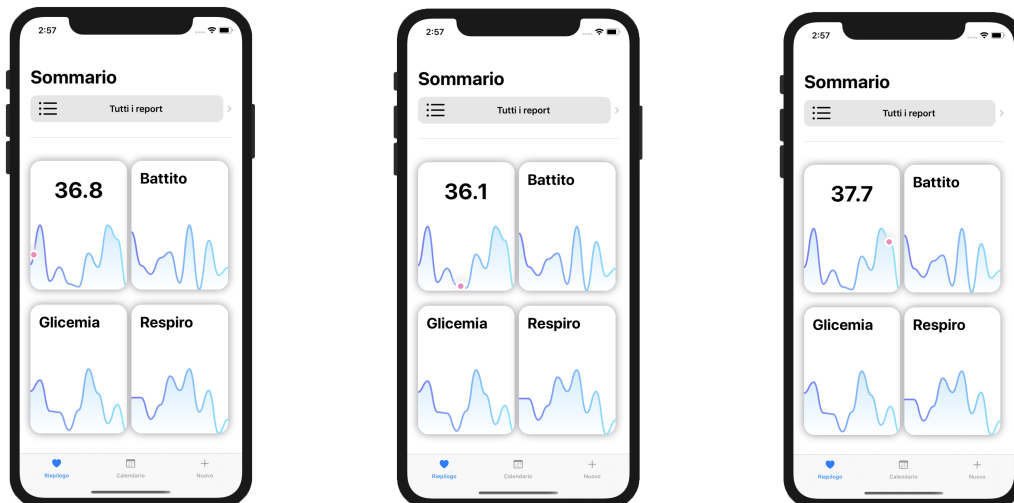 2:57
Sommario
Tutti i report
36.8
Battito
Glicemia
Respiro
Riepilogo
Calendario
Nuovo
2:57
Sommario
Tutti i report
36.1
Battito
Glicemia
Respiro
Riepilogo
Calendario
Nuovo
2:57
Sommario
Tutti i report
37.7
Battito
Glicemia
Respiro
Riepilogo
Calendario
Nuovo